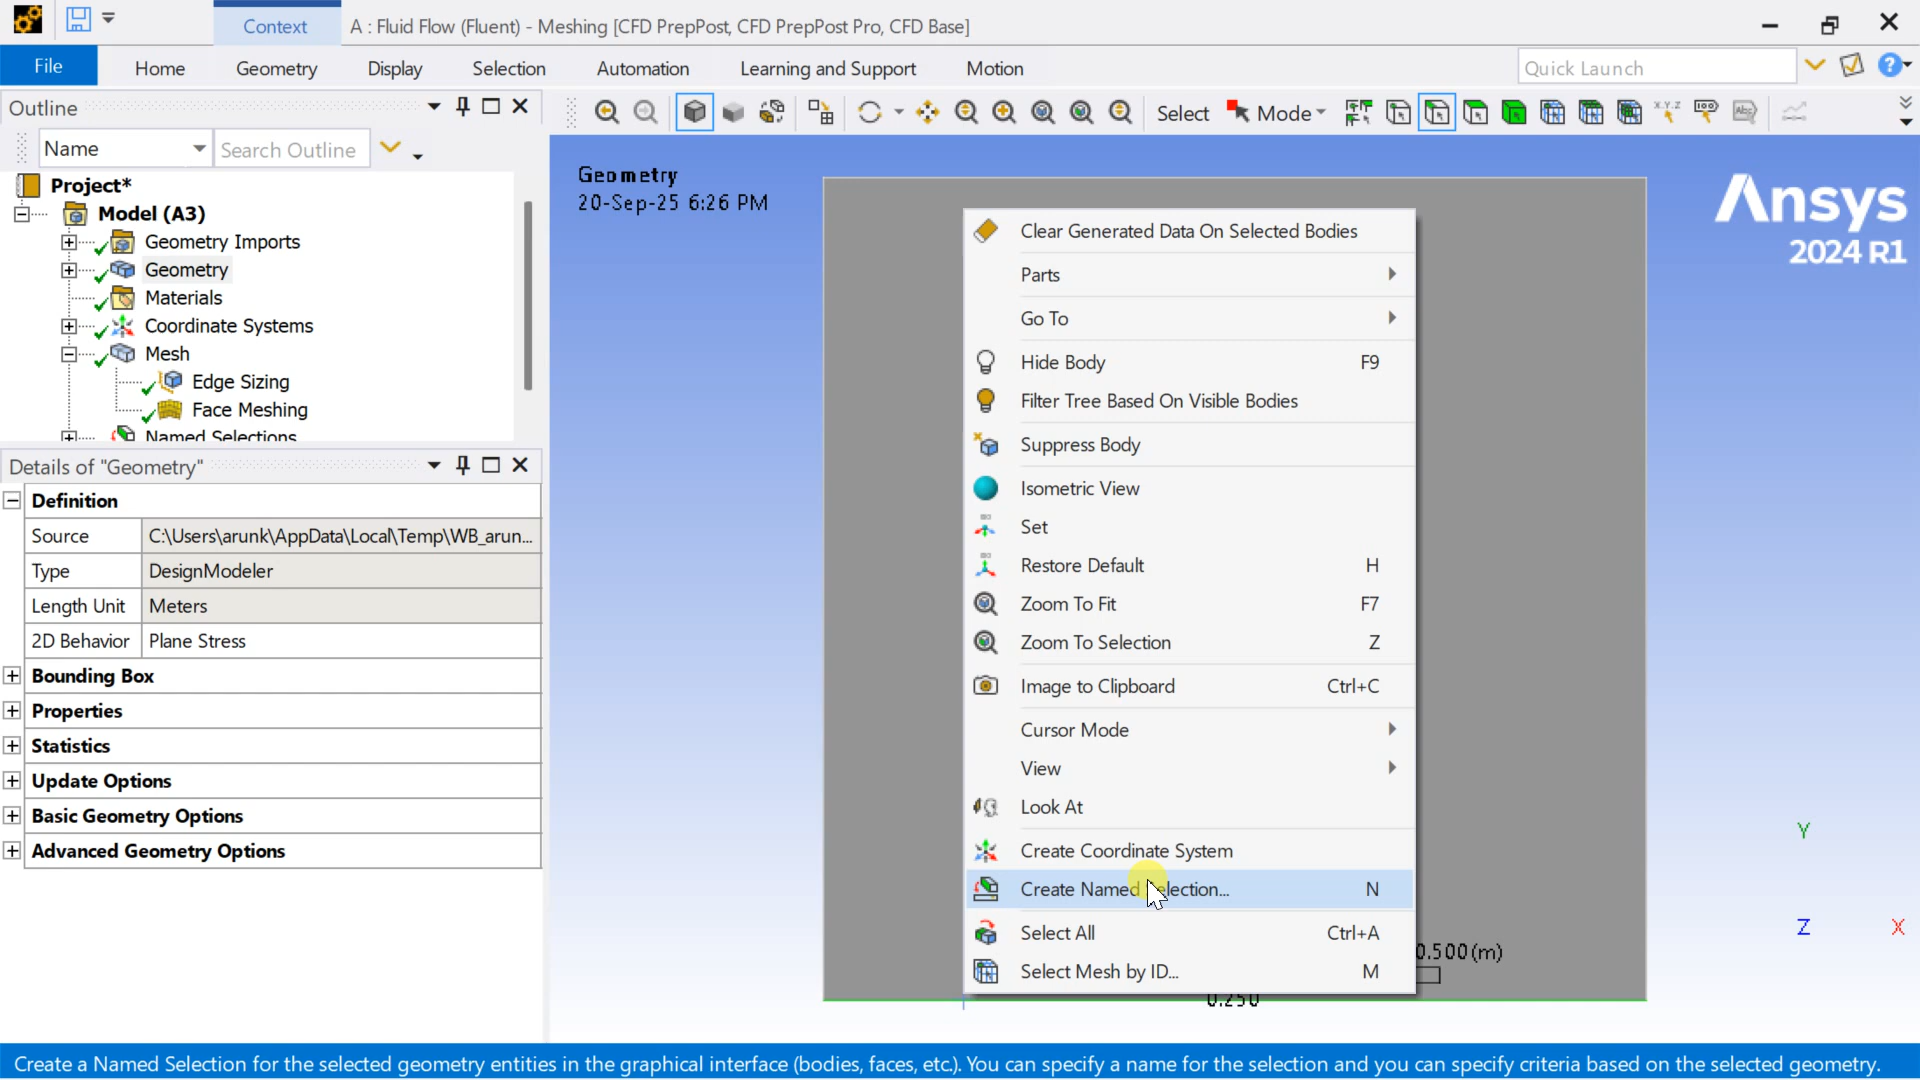 Context
A : Fluid Flow (Fluent) - Meshing [CFD PrepPost, CFD PrepPost Pro, CFD Base]
File
Home
Geometry
Display
Selection
Automation
Learning and Support
Motion
Quick Launch
Outline
Select
Mode
Name
Search Outline
Project*
Model (A3)
Geometry Imports
Geometry
Materials
Coordinate Systems
Mesh
Edge Sizing
Face Meshing
Named Selections
Details of "Geometry"
Definition
Source C:\Users\arunk\AppData\Local\Temp\WB_arun...
Type DesignModeler
Length Unit Meters
2D Behavior Plane Stress
Bounding Box
Properties
Statistics
Update Options
Basic Geometry Options
Advanced Geometry Options
Geometry
20-Sep-25 6:26 PM
Ansys
2024 R1
Clear Generated Data On Selected Bodies
Parts
Go To
Hide Body F9
Filter Tree Based On Visible Bodies
Suppress Body
Isometric View
Set
Restore Default H
Zoom To Fit F7
Zoom To Selection Z
Image to Clipboard Ctrl+C
Cursor Mode
View
Look At
Create Coordinate System
Create Named Selection... N
Select All Ctrl+A
Select Mesh by ID... M
0.500(m)
0.250
Y
Z
X
Create a Named Selection for the selected geometry entities in the graphical interface (bodies, faces, etc.). You can specify a name for the selection and you can specify criteria based on the selected geometry.